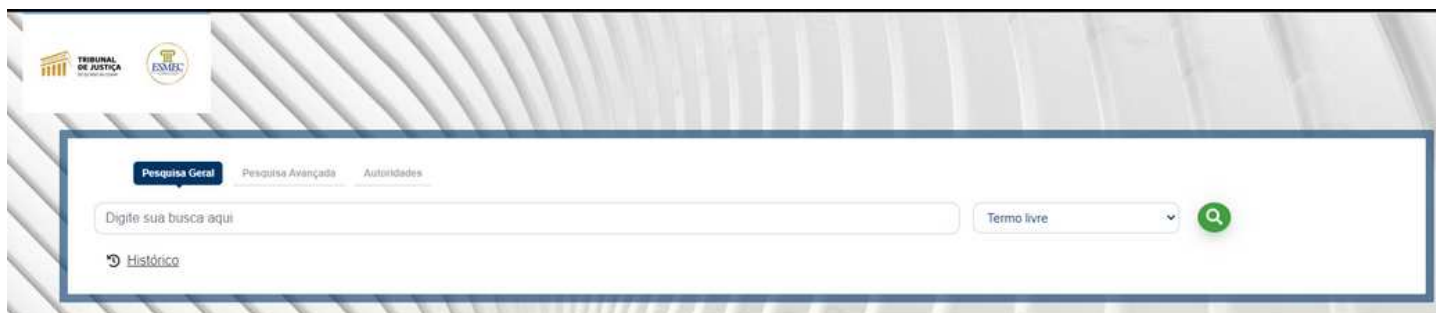 TRIBUNAL
DE JUSTIÇA
ESMEC
Pesquisa Geral Pesquisa Avançada Autoridades
Digite sua busca aqui Termo livre
Histórico